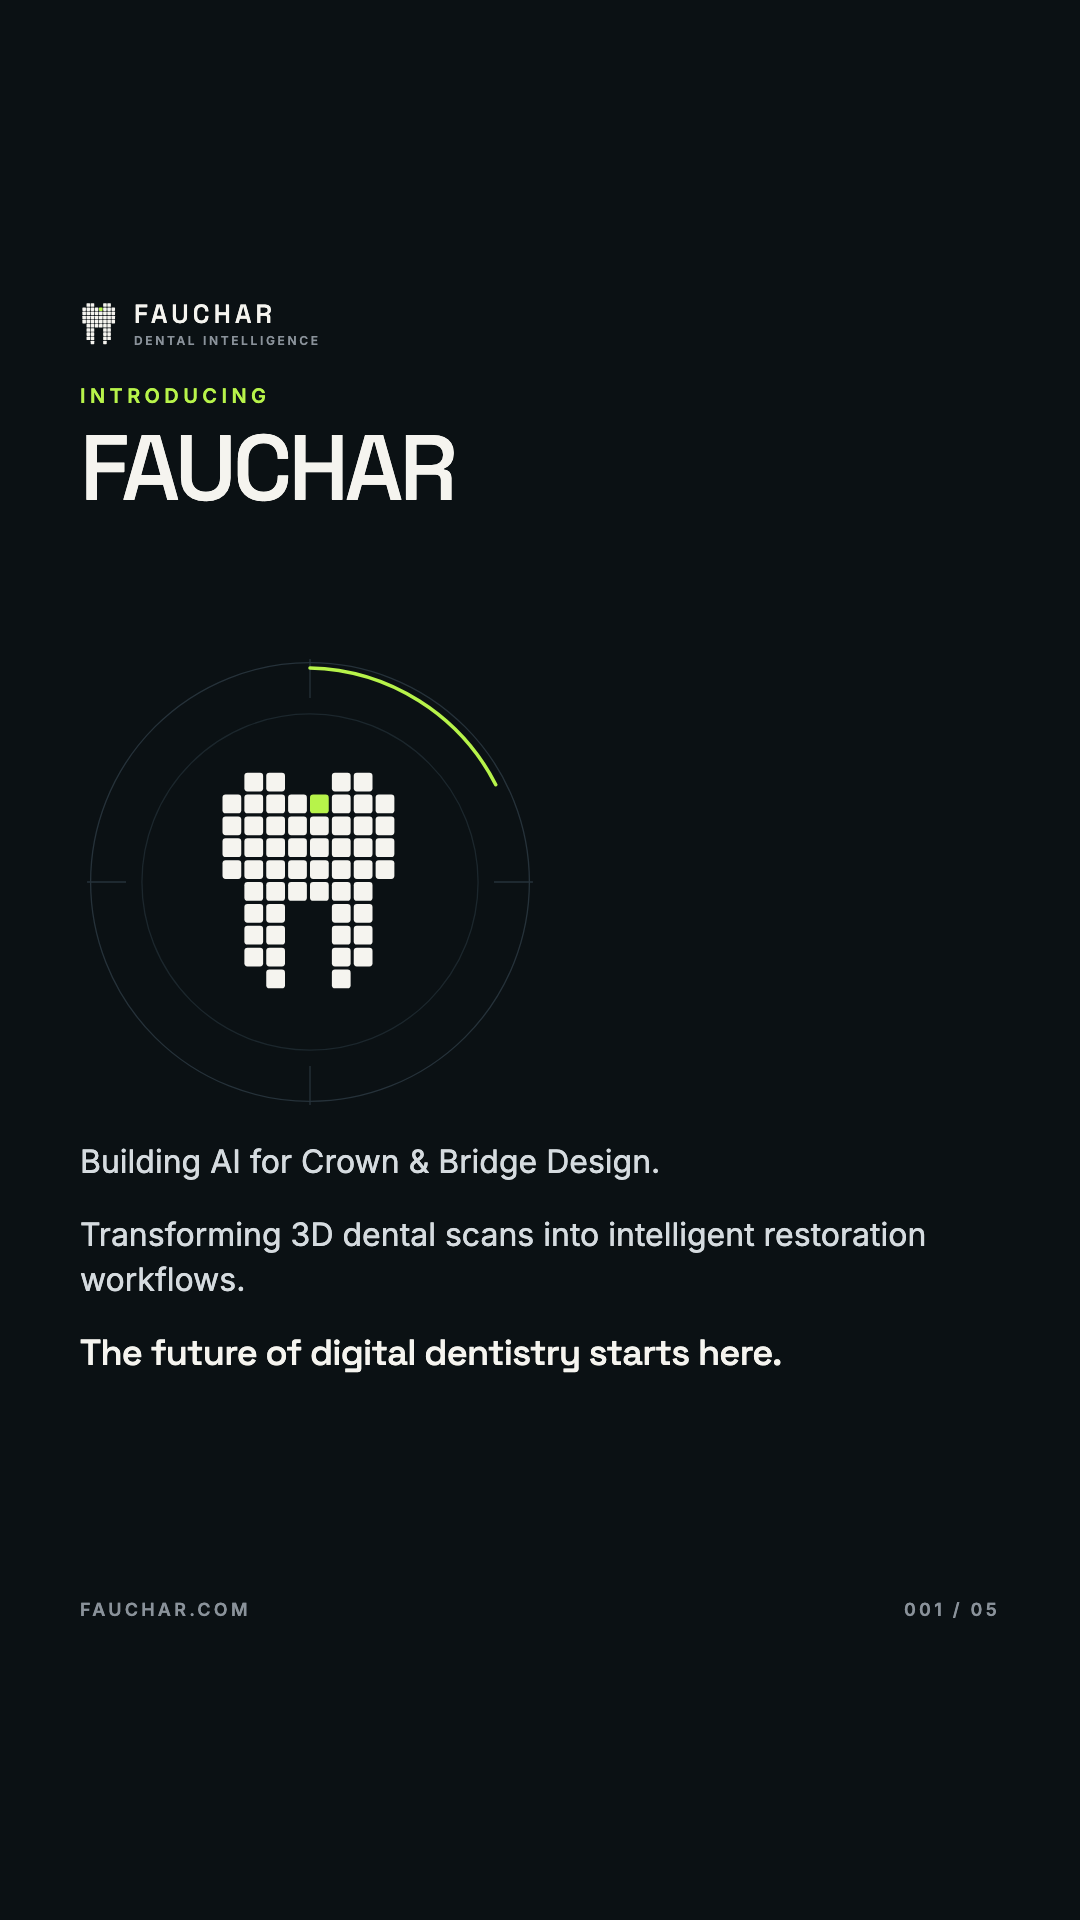 FAUCHAR
DENTAL INTELLIGENCE
INTRODUCING
FAUCHAR
Building AI for Crown & Bridge Design.
Transforming 3D dental scans into intelligent restoration
workflows.
The future of digital dentistry starts here.
FAUCHAR.COM
001 / 05